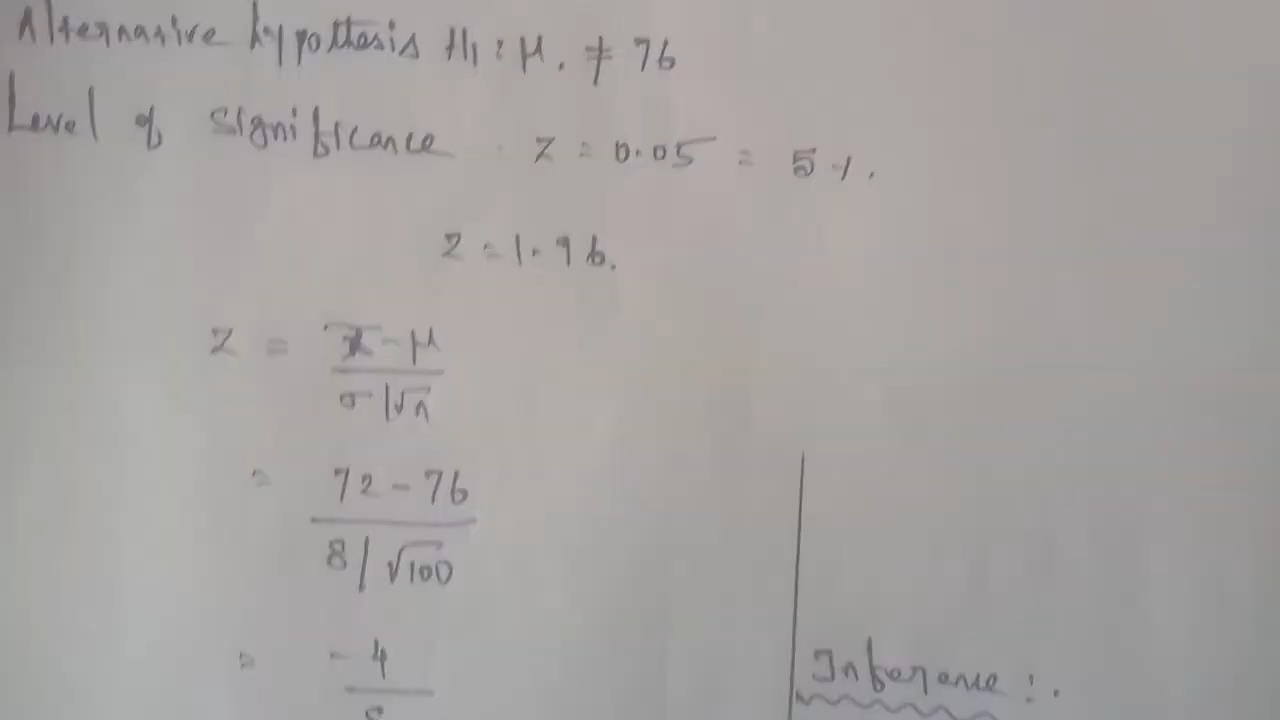 Alternative hypothesis H1 : μ. ≠ 76
Level of significance . Z = 0.05 = 5 %.
Z = 1.96.
Z = x̄ - μ
σ/√n
= 72 - 76
8/√100
= -4
Inference :.